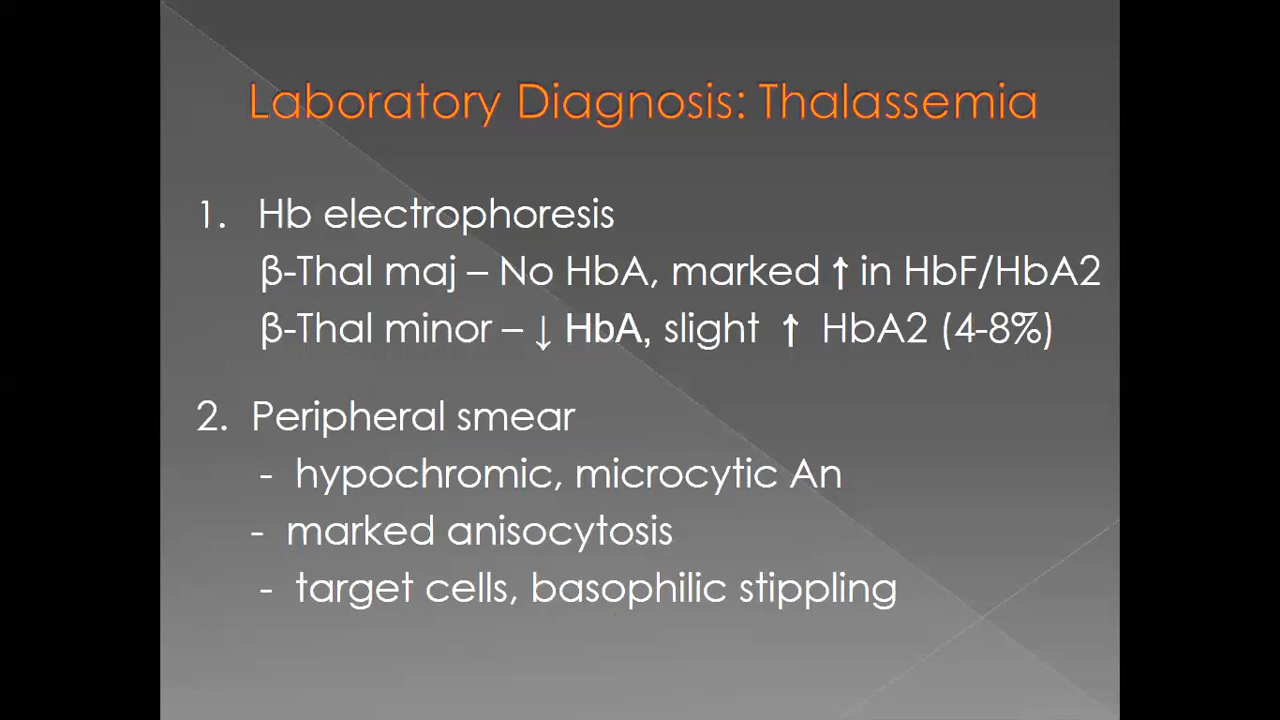 Laboratory Diagnosis: Thalassemia
1. Hb electrophoresis
β-Thal maj – No HbA, marked ↑ in HbF/HbA2
β-Thal minor – ↓ HbA, slight ↑ HbA2 (4-8%)
2. Peripheral smear
- hypochromic, microcytic An
- marked anisocytosis
- target cells, basophilic stippling